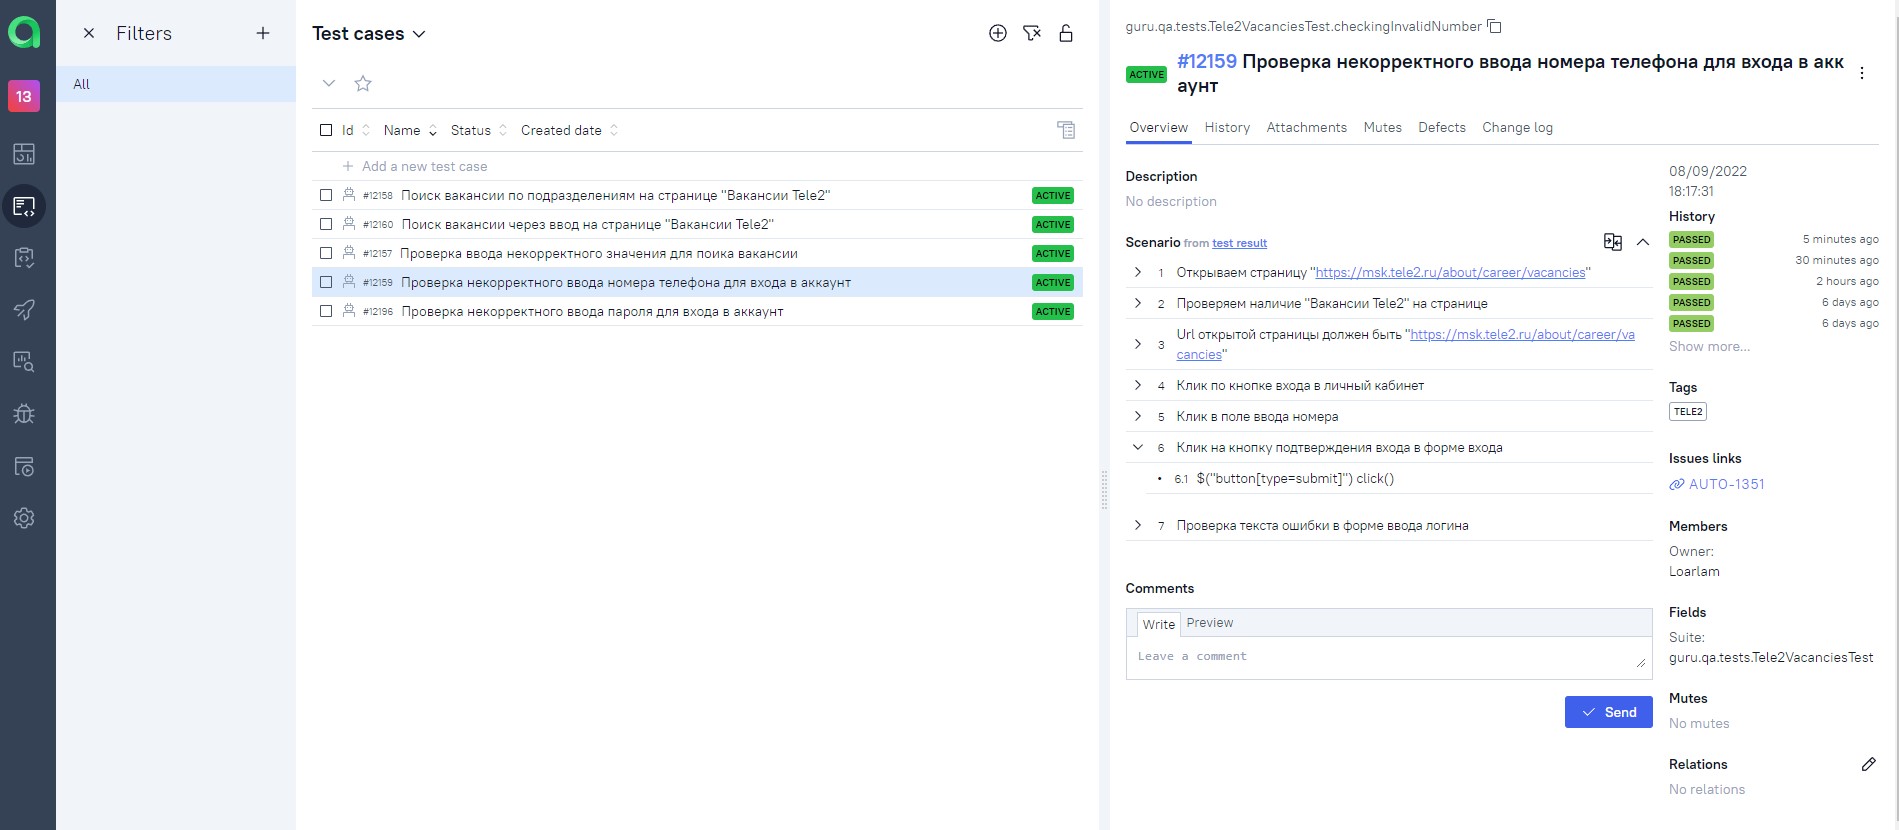 13
Filters
All
Test cases
Id Name Status Created date
Add a new test case
#12158 Поиск вакансии по подразделениям на странице "Вакансии Tele2" ACTIVE
#12160 Поиск вакансии через ввод на странице "Вакансии Tele2" ACTIVE
#12157 Проверка ввода некорректного значения для поика вакансии ACTIVE
#12159 Проверка некорректного ввода номера телефона для входа в аккаунт ACTIVE
#12196 Проверка некорректного ввода пароля для входа в аккаунт ACTIVE
guru.qa.tests.Tele2VacanciesTest.checkingInvalidNumber
ACTIVE #12159 Проверка некорректного ввода номера телефона для входа в акк
аунт
Overview History Attachments Mutes Defects Change log
Description
No description
Scenario from test result
1 Открываем страницу "https://msk.tele2.ru/about/career/vacancies"
2 Проверяем наличие "Вакансии Tele2" на странице
3 Url открытой страницы должен быть "https://msk.tele2.ru/about/career/va
cancies"
4 Клик по кнопке входа в личный кабинет
5 Клик в поле ввода номера
6 Клик на кнопку подтверждения входа в форме входа
• 6.1 $("button[type=submit]") click()
7 Проверка текста ошибки в форме ввода логина
Comments
Write Preview
Leave a comment
Send
08/09/2022
18:17:31
History
PASSED 5 minutes ago
PASSED 30 minutes ago
PASSED 2 hours ago
PASSED 6 days ago
PASSED 6 days ago
Show more...
Tags
TELE2
Issues links
AUTO-1351
Members
Owner:
Loarlam
Fields
Suite:
guru.qa.tests.Tele2VacanciesTest
Mutes
No mutes
Relations
No relations